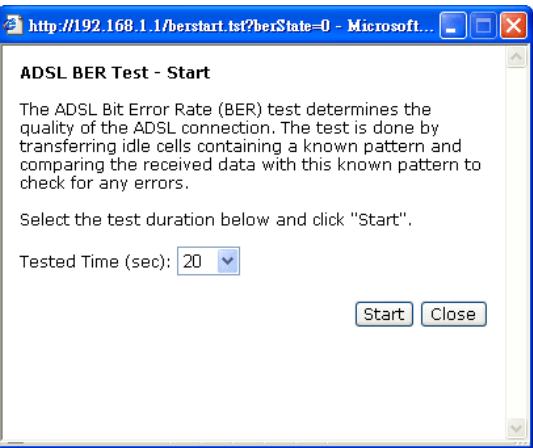 http://192.168.1.1/berstart.tst?berState=0 - Microsoft...
ADSL BER Test - Start
The ADSL Bit Error Rate (BER) test determines the
quality of the ADSL connection. The test is done by
transferring idle cells containing a known pattern and
comparing the received data with this known pattern to
check for any errors.
Select the test duration below and click "Start".
Tested Time (sec): 20
Start Close